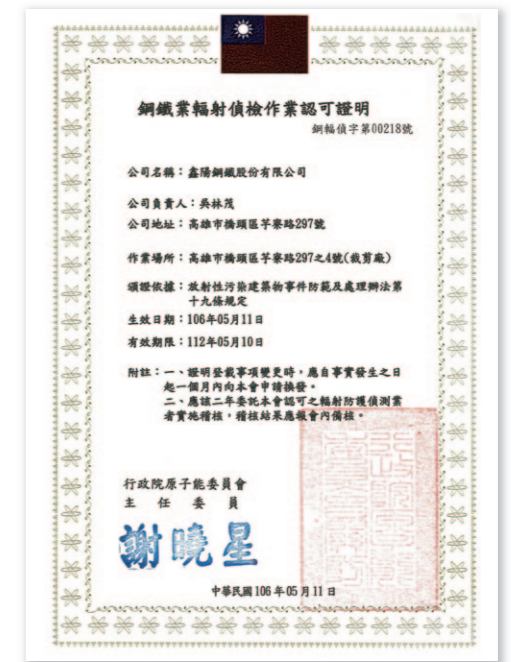 鋼鐵業輻射偵檢作業認可證明
鋼輻偵字第00218號
公司名稱：鑫陽鋼鐵股份有限公司
公司負責人：吳林茂
公司地址：高雄市橋頭區芋寮路297號
作業場所：高雄市橋頭區芋寮路297之4號(裁剪廠)
頒證依據：放射性污染建築物事件防範及處理辦法第
十九條規定
生效日期：106年05月11日
有效期限：112年05月10日
附註：一、證明登載事項變更時，應自事實發生之日
起一個月內向本會申請換發。
二、應該二年委託本會認可之輻射防護偵測業
者實施稽核，稽核結果應報會內備核。
行政院原子能委員會
主任委員
謝曉星
中華民國106年05月11日